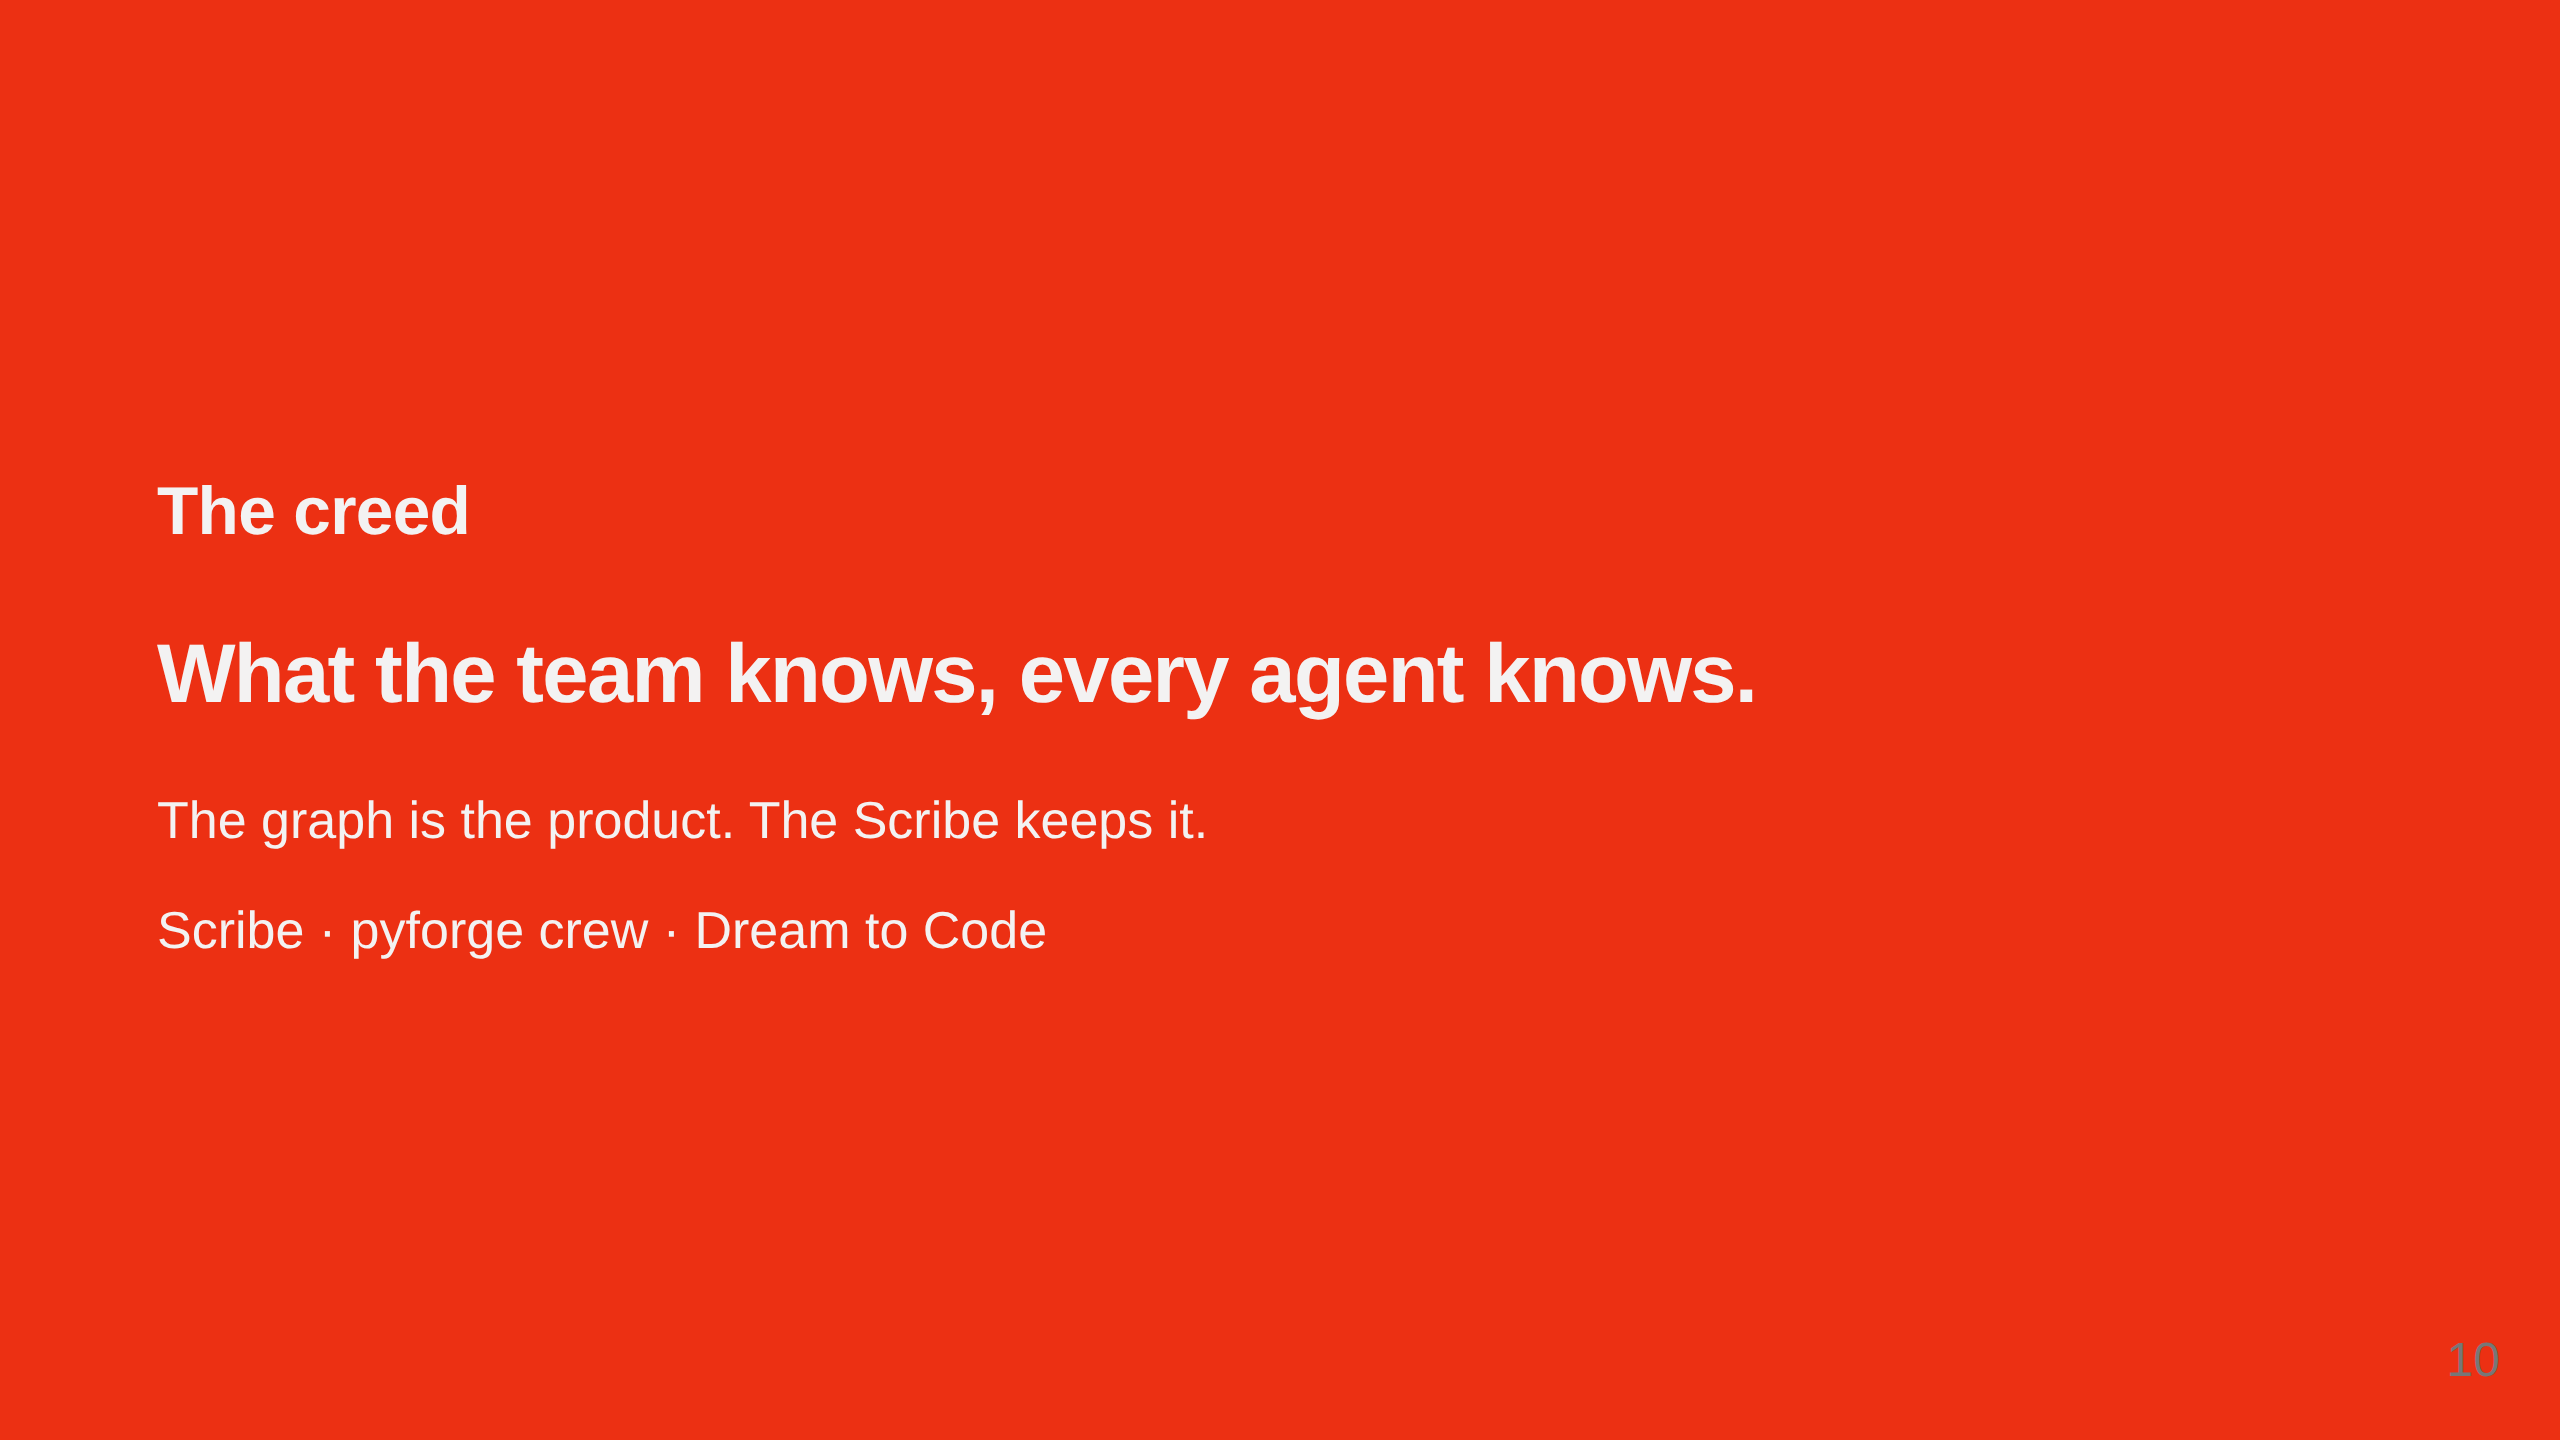 The creed
What the team knows, every agent knows.
The graph is the product. The Scribe keeps it.
Scribe · pyforge crew · Dream to Code
10